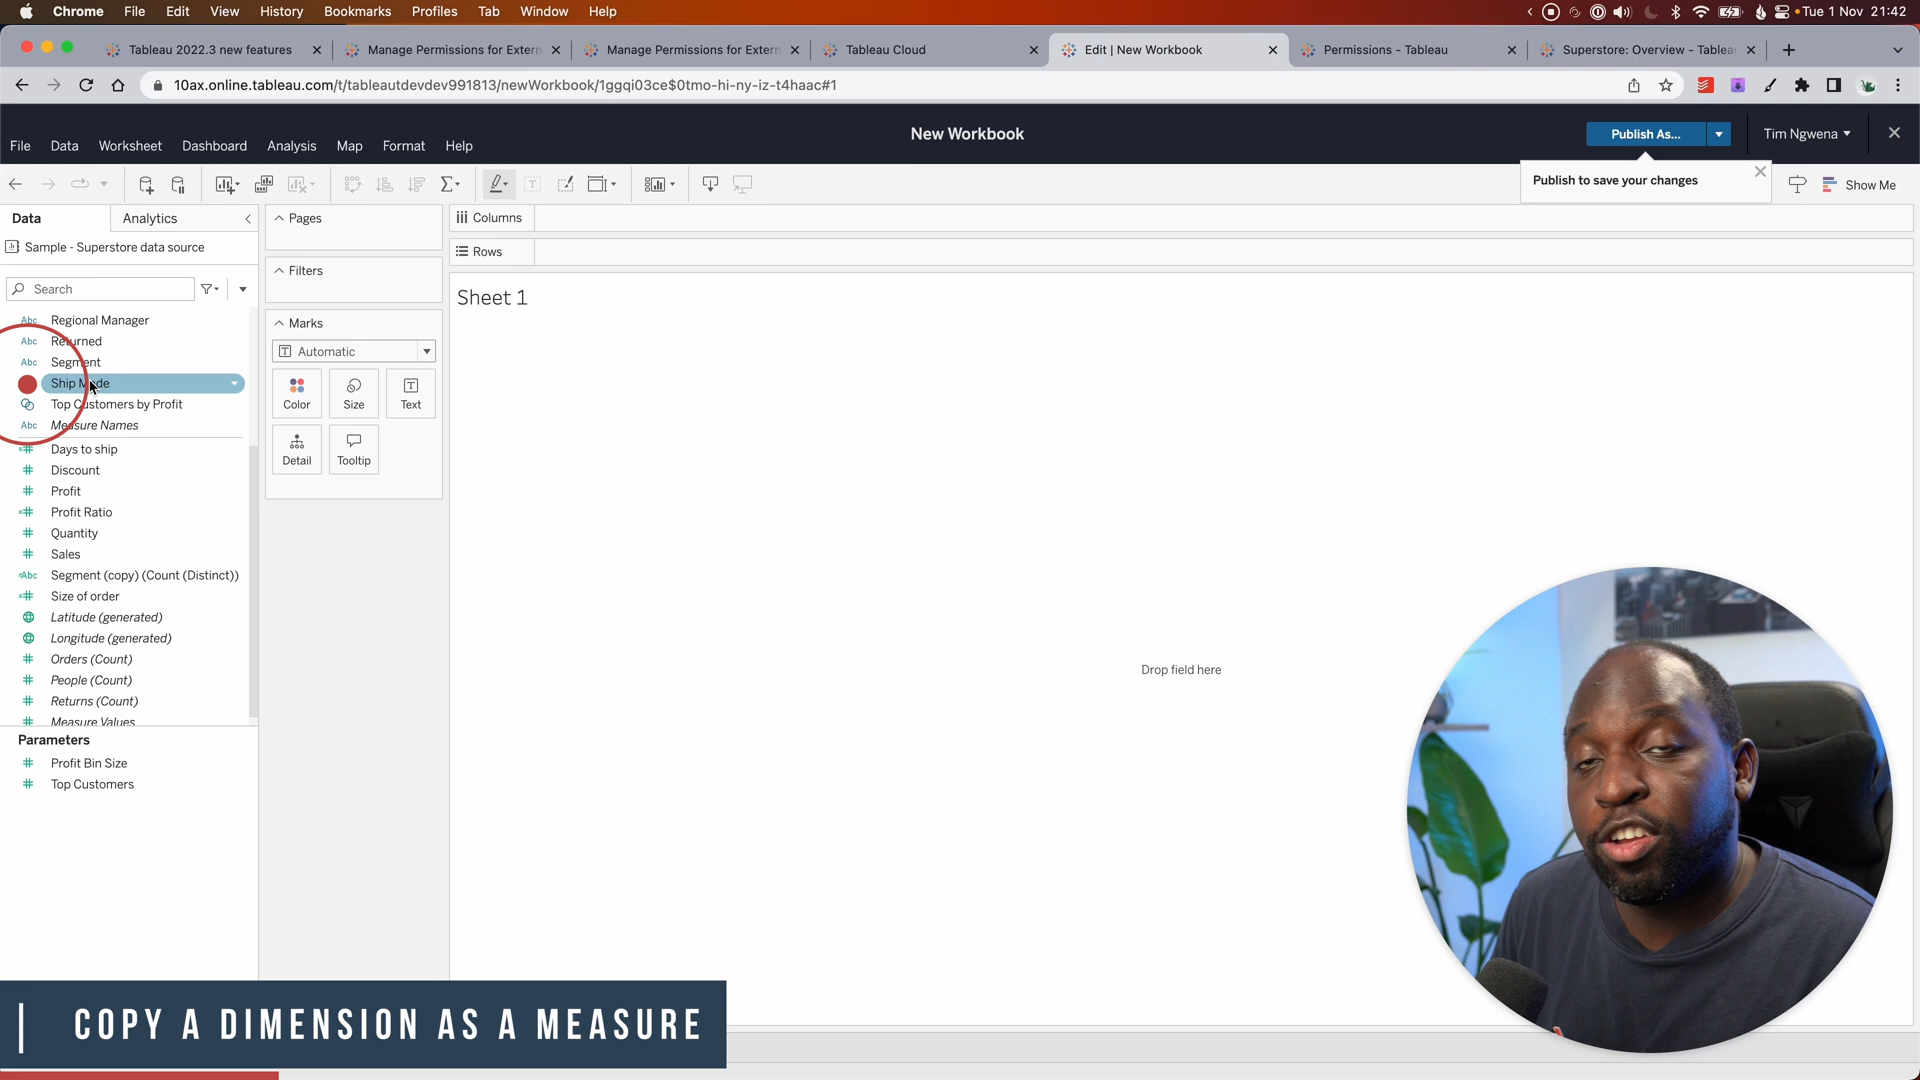 Chrome File Edit View History Bookmarks Profiles Tab Window Help Tue 1 Nov 21:42
Tableau 2022.3 new features Manage Permissions for Extern Manage Permissions for Extern Tableau Cloud Edit | New Workbook Permissions - Tableau Superstore: Overview - Tablea
10ax.online.tableau.com/t/tableautdevdev991813/newWorkbook/1ggqi03ce$0tmo-hi-ny-iz-t4haac#1
New Workbook Publish As... Tim Ngwena
File Data Worksheet Dashboard Analysis Map Format Help
Publish to save your changes Show Me
Data Analytics Pages Columns
Sample - Superstore data source Rows
Filters
Search
Sheet 1
Abc Regional Manager Marks
Abc Returned
Automatic
Abc Segment
Ship Mode
Top Customers by Profit Color Size Text
Abc Measure Names
Days to ship
Detail Tooltip
Discount
Profit
Profit Ratio
Quantity
Sales
Abc Segment (copy) (Count (Distinct))
Size of order
Latitude (generated)
Longitude (generated)
Orders (Count)
Drop field here
People (Count)
Returns (Count)
Measure Values
Parameters
Profit Bin Size
Top Customers
COPY A DIMENSION AS A MEASURE